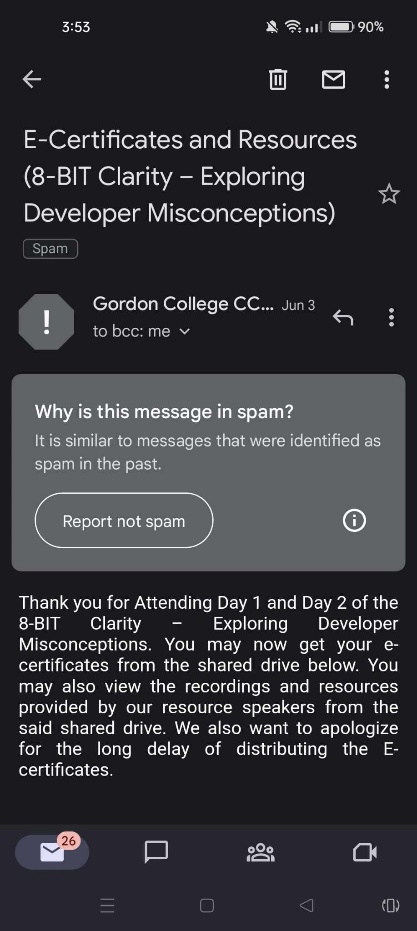 3:53
90%
E-Certificates and Resources
(8-BIT Clarity – Exploring
Developer Misconceptions)
Spam
Gordon College CC... Jun 3
to bcc: me
Why is this message in spam?
It is similar to messages that were identified as
spam in the past.
Report not spam
Thank you for Attending Day 1 and Day 2 of the
8-BIT Clarity – Exploring Developer
Misconceptions. You may now get your e-
certificates from the shared drive below. You
may also view the recordings and resources
provided by our resource speakers from the
said shared drive. We also want to apologize
for the long delay of distributing the E-
certificates.
26